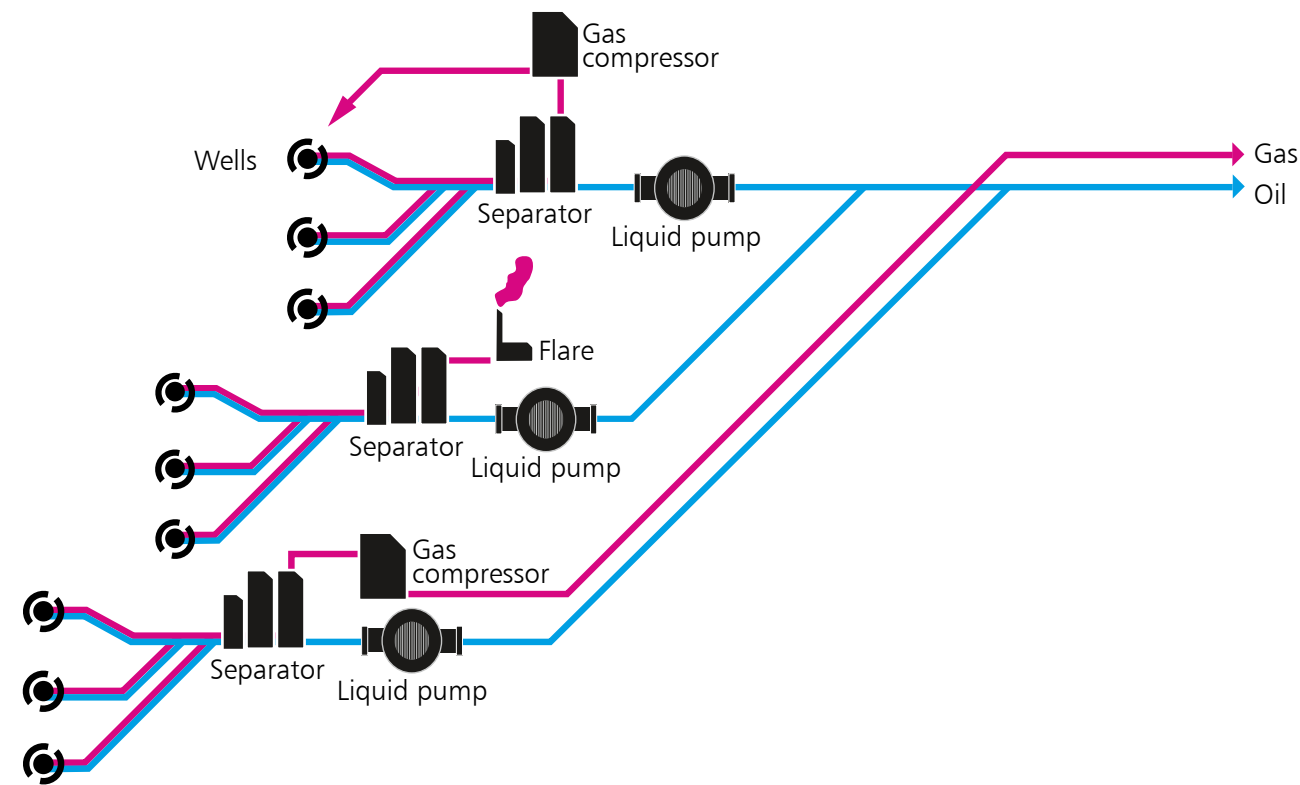 Gas
compressor
Wells
Separator
Liquid pump
Gas
Oil
Flare
Separator
Liquid pump
Gas
compressor
Separator
Liquid pump